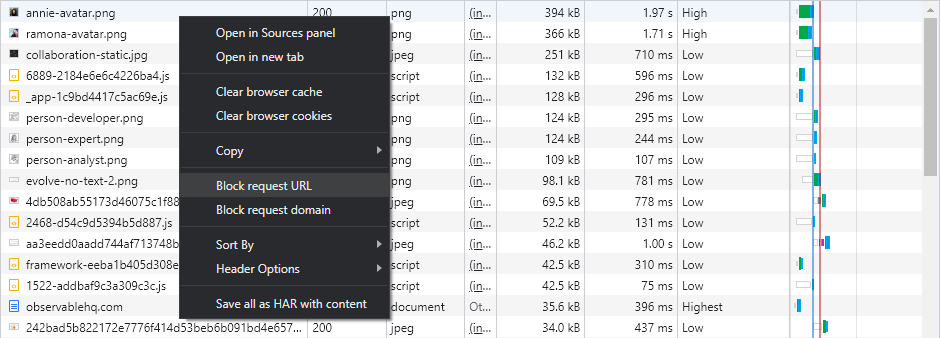 annie-avatar.png 200 png (in... 394 kB 1.97 s High
ramona-avatar.png png (in... 366 kB 1.71 s High
collaboration-static.jpg jpeg (in... 251 kB 710 ms Low
6889-2184e6e6c4226ba4.js script (in... 132 kB 596 ms Low
_app-1c9bd4417c5ac69e.js script (in... 128 kB 296 ms Low
person-developer.png png (in... 124 kB 295 ms Low
person-expert.png png (in... 124 kB 244 ms Low
person-analyst.png png (in... 109 kB 107 ms Low
evolve-no-text-2.png png (in... 98.1 kB 781 ms Low
4db508ab55173d46075c1f88 jpeg (in... 69.5 kB 778 ms Low
2468-d54c9d5394b5d887.js script (in... 52.2 kB 131 ms Low
aa3eedd0aadd744af713748b jpeg (in... 46.2 kB 1.00 s Low
framework-eeba1b405d308e script (in... 42.5 kB 310 ms Low
1522-addbaf9c3a309c3c.js script (in... 42.5 kB 75 ms Low
observablehq.com document Ot... 35.6 kB 396 ms Highest
242bad5b822172e7776f414d53beb6b091bd4e657... 200 jpeg (in... 34.0 kB 437 ms Low
Open in Sources panel
Open in new tab
Clear browser cache
Clear browser cookies
Copy
Block request URL
Block request domain
Sort By
Header Options
Save all as HAR with content